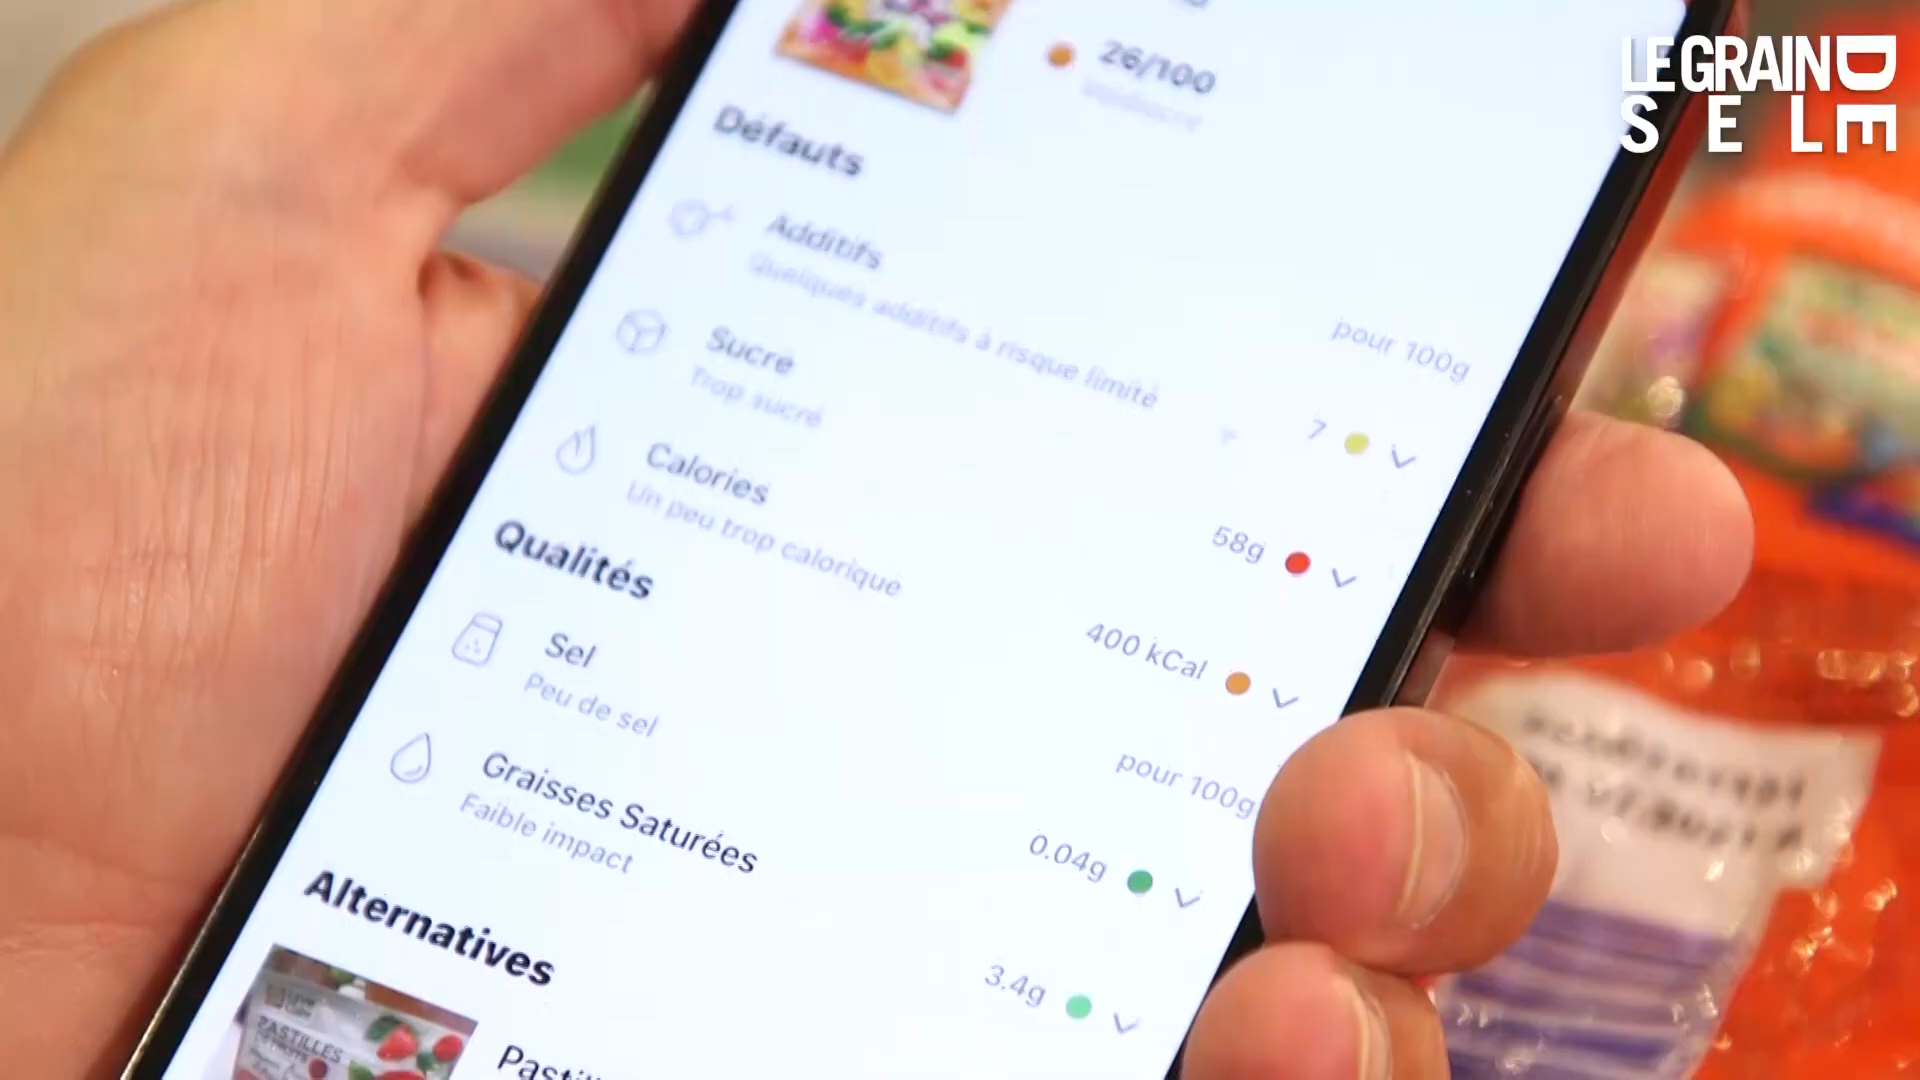 LE GRAIN DE
SEL
26/100
Défauts
pour 100g
Additifs
Quelques additifs à risque limité
7
Sucre
Trop sucré
58g
Calories
Un peu trop calorique
400 kCal
Qualités
pour 100g
Sel
Peu de sel
0.04g
Graisses Saturées
Faible impact
3.4g
Alternatives
PASTILLES